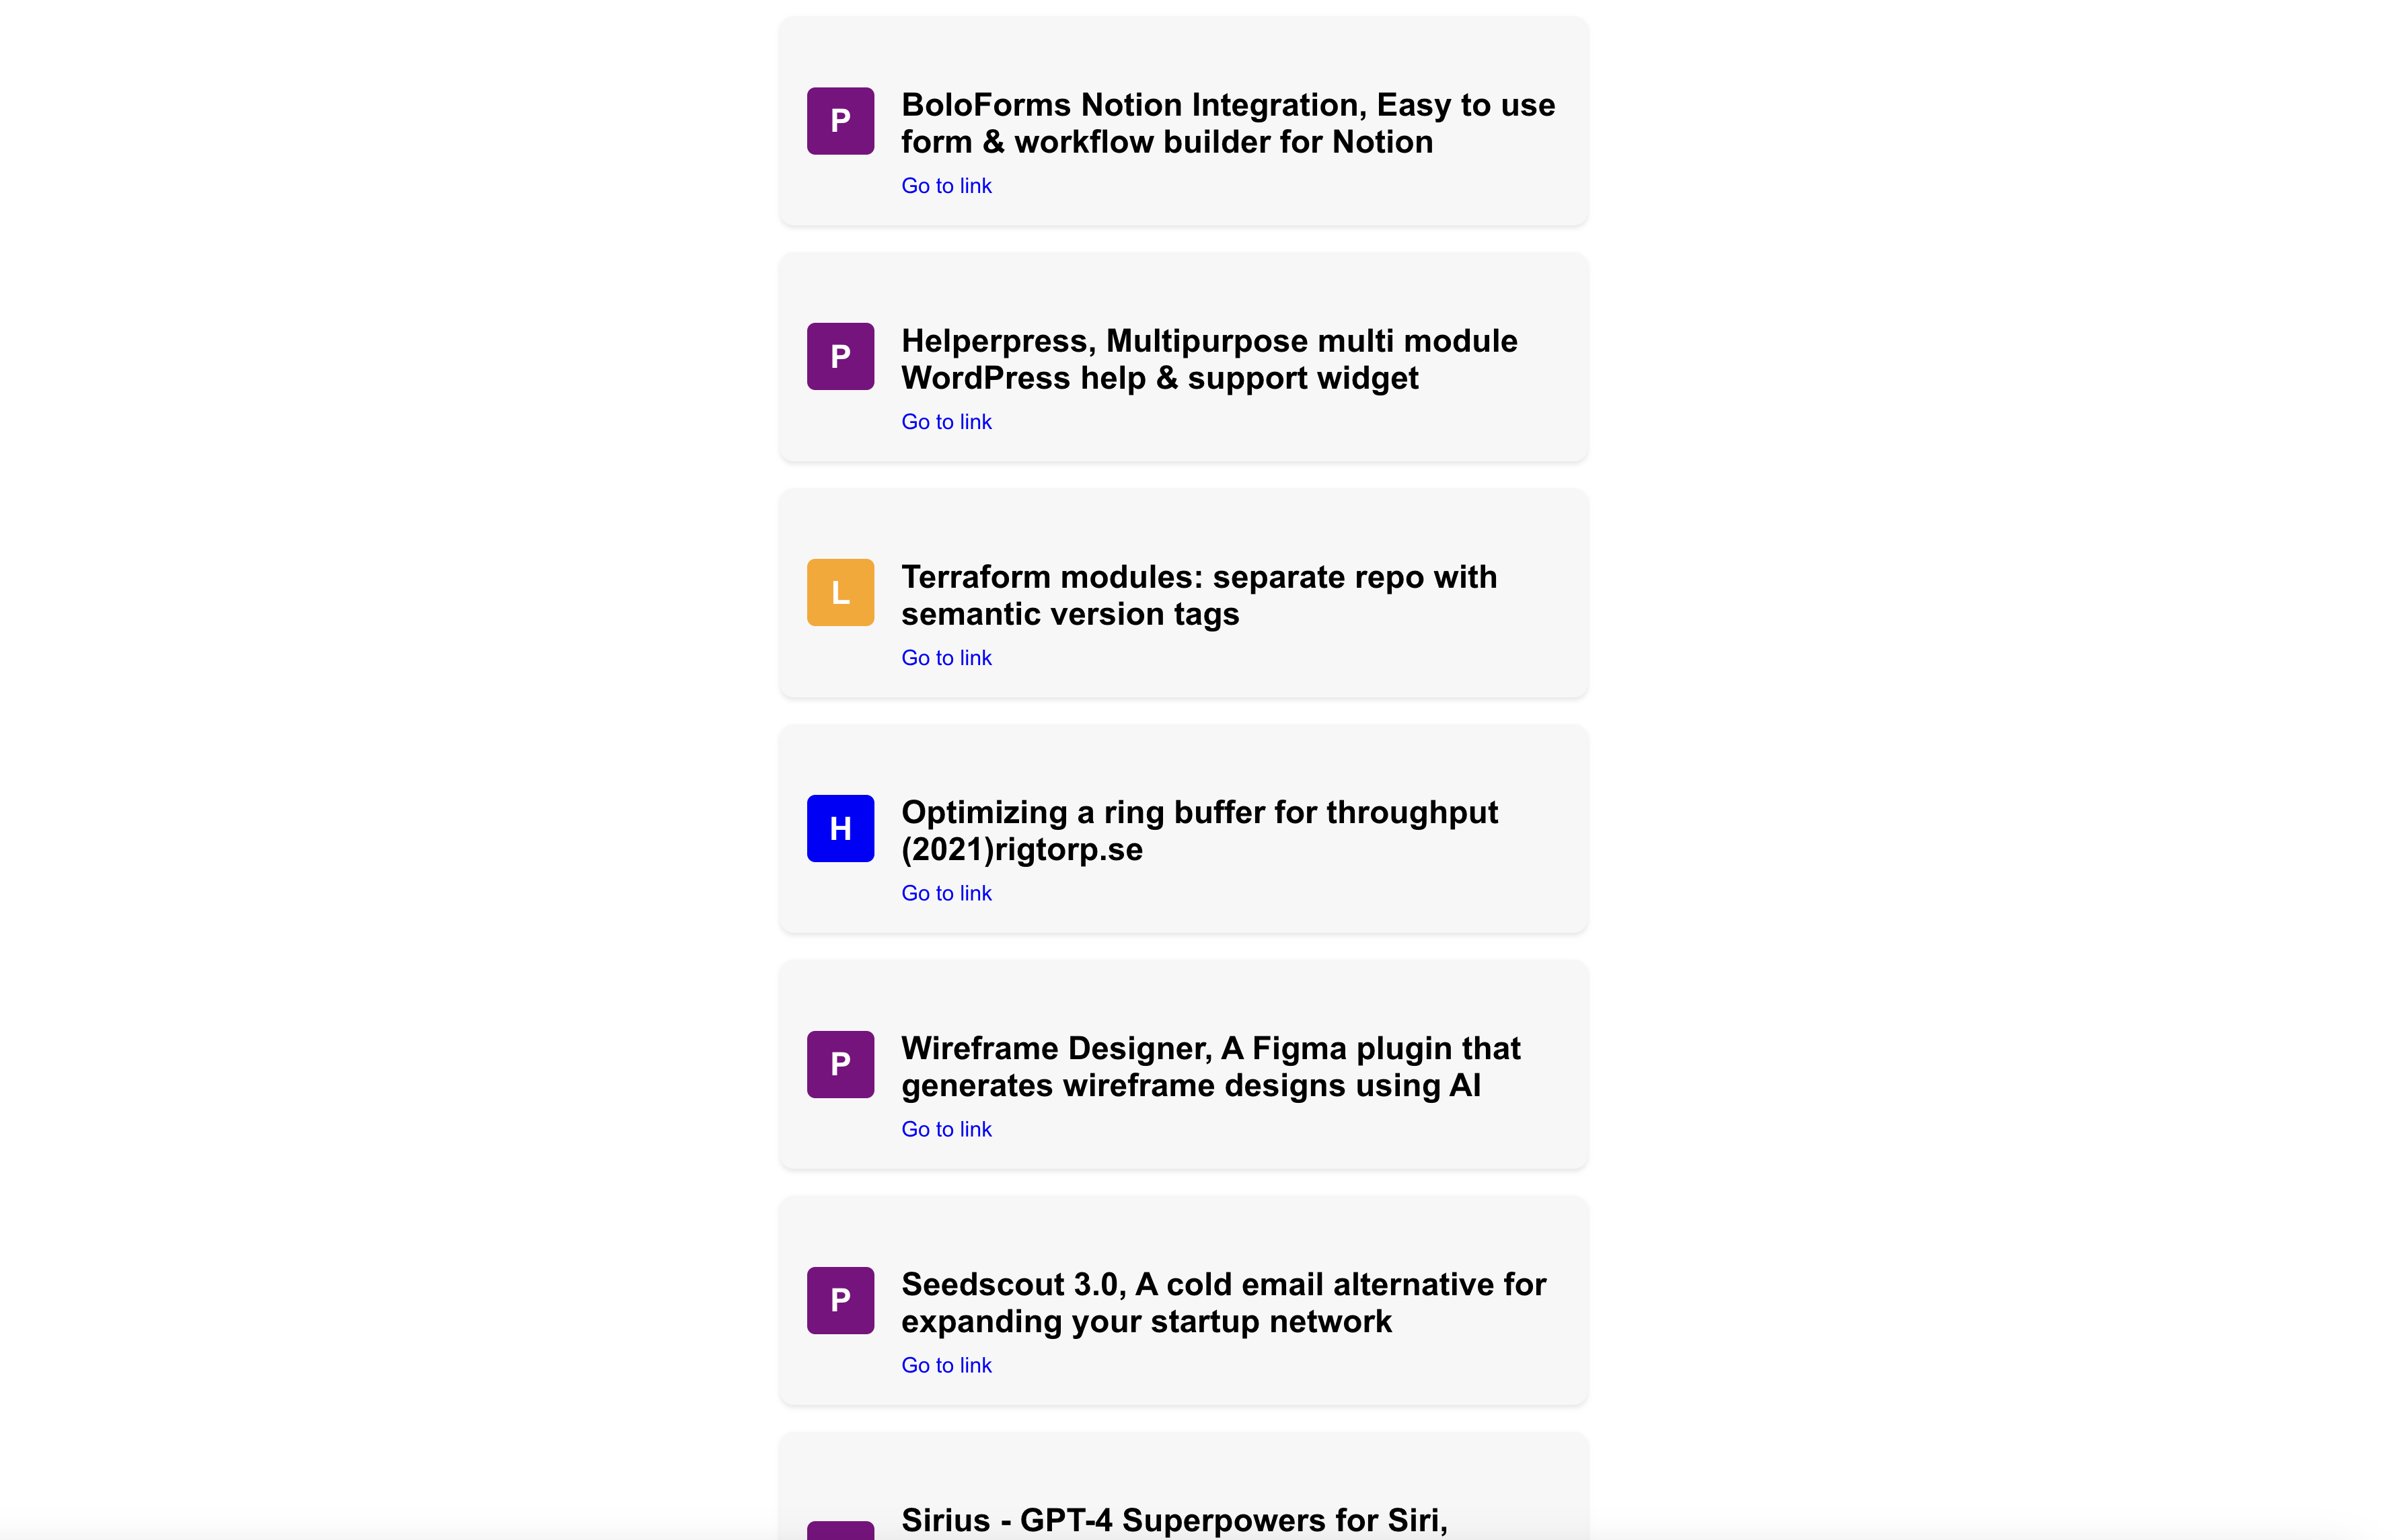 P
BoloForms Notion Integration, Easy to use
form & workflow builder for Notion
Go to link
P
Helperpress, Multipurpose multi module
WordPress help & support widget
Go to link
L
Terraform modules: separate repo with
semantic version tags
Go to link
H
Optimizing a ring buffer for throughput
(2021)rigtorp.se
Go to link
P
Wireframe Designer, A Figma plugin that
generates wireframe designs using AI
Go to link
P
Seedscout 3.0, A cold email alternative for
expanding your startup network
Go to link
Sirius - GPT-4 Superpowers for Siri,